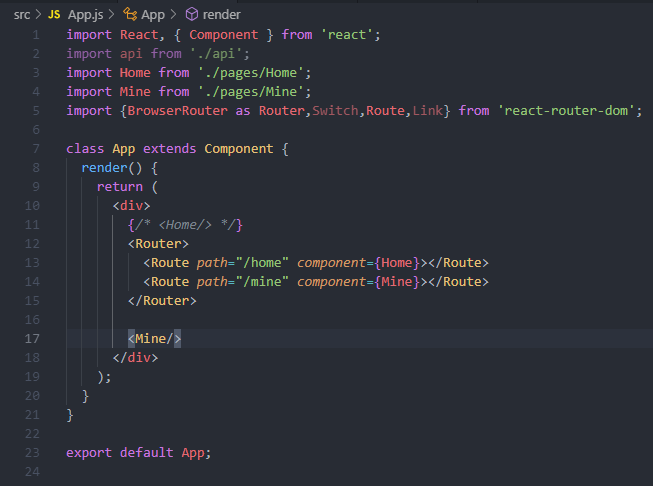 src > JS App.js > App > render
1 import React, { Component } from 'react';
2 import api from './api';
3 import Home from './pages/Home';
4 import Mine from './pages/Mine';
5 import {BrowserRouter as Router,Switch,Route,Link} from 'react-router-dom';
6
7 class App extends Component {
8 render() {
9 return (
10 <div>
11 {/* <Home/> */}
12 <Router>
13 <Route path="/home" component={Home}></Route>
14 <Route path="/mine" component={Mine}></Route>
15 </Router>
16
17 <Mine/>
18 </div>
19 );
20 }
21 }
22
23 export default App;
24